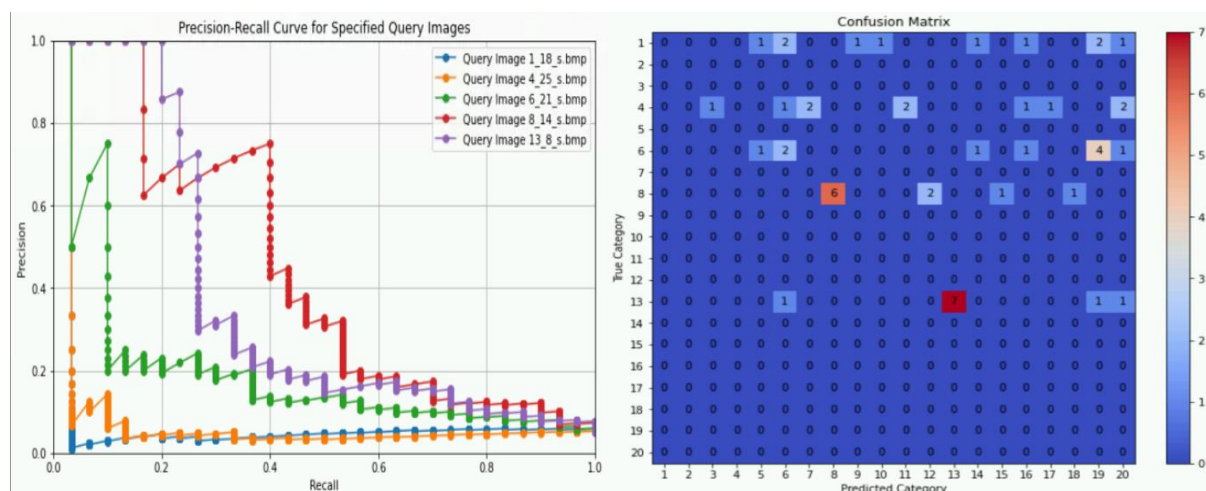 Precision-Recall Curve for Specified Query Images
1.0
0.8
0.6
0.4
0.2
0.0
Precision
Query Image 1_18_s.bmp
Query Image 4_25_s.bmp
Query Image 6_21_s.bmp
Query Image 8_14_s.bmp
Query Image 13_8_s.bmp
0.0 0.2 0.4 0.6 0.8 1.0
Recall
Confusion Matrix
True Category
1 0 0 0 0 1 2 0 0 1 1 0 0 0 1 0 1 0 0 2 1
2 0 0 0 0 0 0 0 0 0 0 0 0 0 0 0 0 0 0 0 0
3 0 0 0 0 0 0 0 0 0 0 0 0 0 0 0 0 0 0 0 0
4 0 0 1 0 0 1 2 0 0 0 2 0 0 0 0 1 1 0 0 2
5 0 0 0 0 0 0 0 0 0 0 0 0 0 0 0 0 0 0 0 0
6 0 0 0 0 1 2 0 0 0 0 0 0 0 1 0 1 0 0 4 1
7 0 0 0 0 0 0 0 0 0 0 0 0 0 0 0 0 0 0 0 0
8 0 0 0 0 0 0 0 6 0 0 0 2 0 0 1 0 0 1 0 0
9 0 0 0 0 0 0 0 0 0 0 0 0 0 0 0 0 0 0 0 0
10 0 0 0 0 0 0 0 0 0 0 0 0 0 0 0 0 0 0 0 0
11 0 0 0 0 0 0 0 0 0 0 0 0 0 0 0 0 0 0 0 0
12 0 0 0 0 0 0 0 0 0 0 0 0 0 0 0 0 0 0 0 0
13 0 0 0 0 0 1 0 0 0 0 0 0 7 0 0 0 0 0 1 1
14 0 0 0 0 0 0 0 0 0 0 0 0 0 0 0 0 0 0 0 0
15 0 0 0 0 0 0 0 0 0 0 0 0 0 0 0 0 0 0 0 0
16 0 0 0 0 0 0 0 0 0 0 0 0 0 0 0 0 0 0 0 0
17 0 0 0 0 0 0 0 0 0 0 0 0 0 0 0 0 0 0 0 0
18 0 0 0 0 0 0 0 0 0 0 0 0 0 0 0 0 0 0 0 0
19 0 0 0 0 0 0 0 0 0 0 0 0 0 0 0 0 0 0 0 0
20 0 0 0 0 0 0 0 0 0 0 0 0 0 0 0 0 0 0 0 0
1 2 3 4 5 6 7 8 9 10 11 12 13 14 15 16 17 18 19 20
Predicted Category
7
6
5
4
3
2
1
0